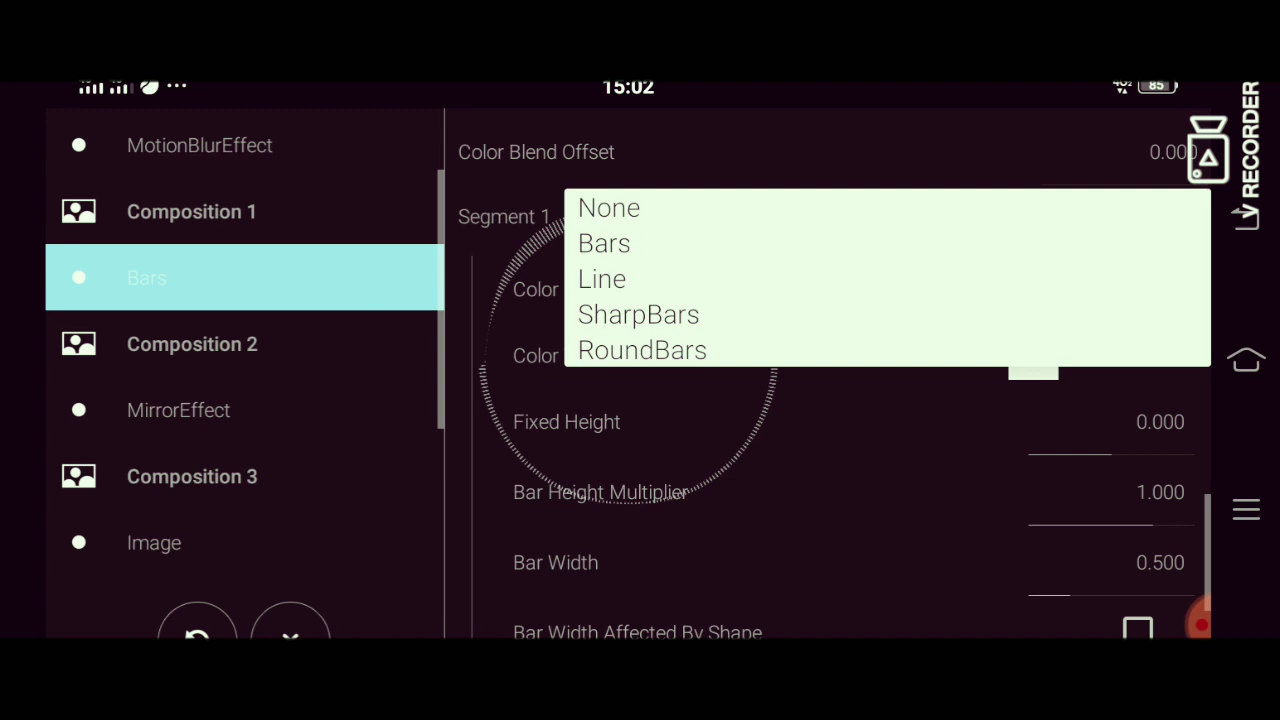 15:02
85
MotionBlurEffect
Composition 1
Bars
Composition 2
MirrorEffect
Composition 3
Image
Color Blend Offset
0.000
Segment 1
None
Bars
Line
SharpBars
RoundBars
Color
Color
Fixed Height
0.000
Bar Height Multiplier
1.000
Bar Width
0.500
Bar Width Affected By Shape
RECORDER